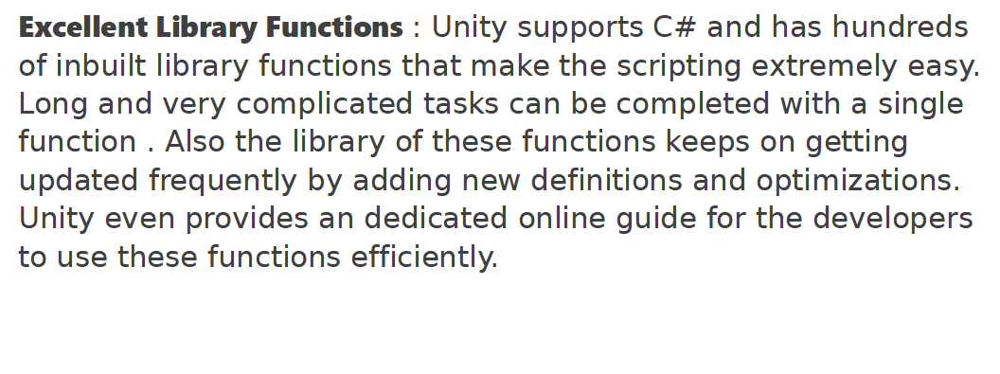 Excellent Library Functions : Unity supports C# and has hundreds
of inbuilt library functions that make the scripting extremely easy.
Long and very complicated tasks can be completed with a single
function . Also the library of these functions keeps on getting
updated frequently by adding new definitions and optimizations.
Unity even provides an dedicated online guide for the developers
to use these functions efficiently.